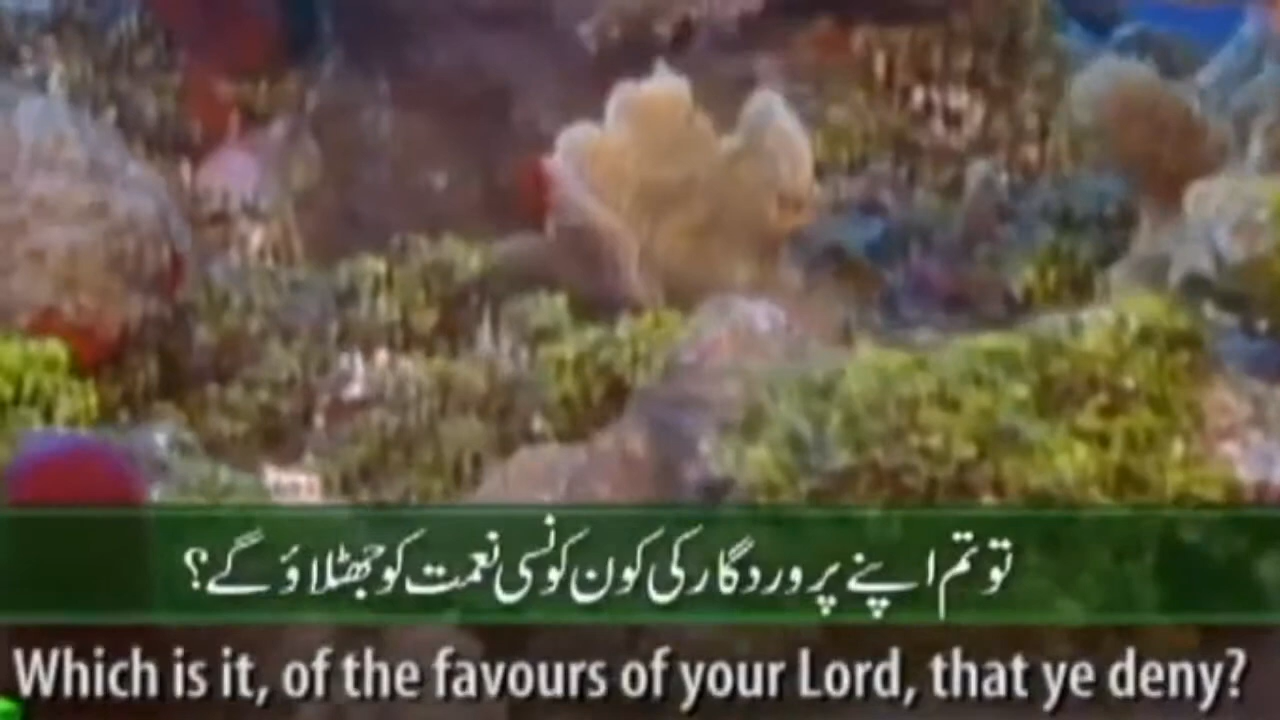 تو تم اپنے پروردگار کی کون کونسی نعمت کو جھٹلاؤ گے؟
Which is it, of the favours of your Lord, that ye deny?